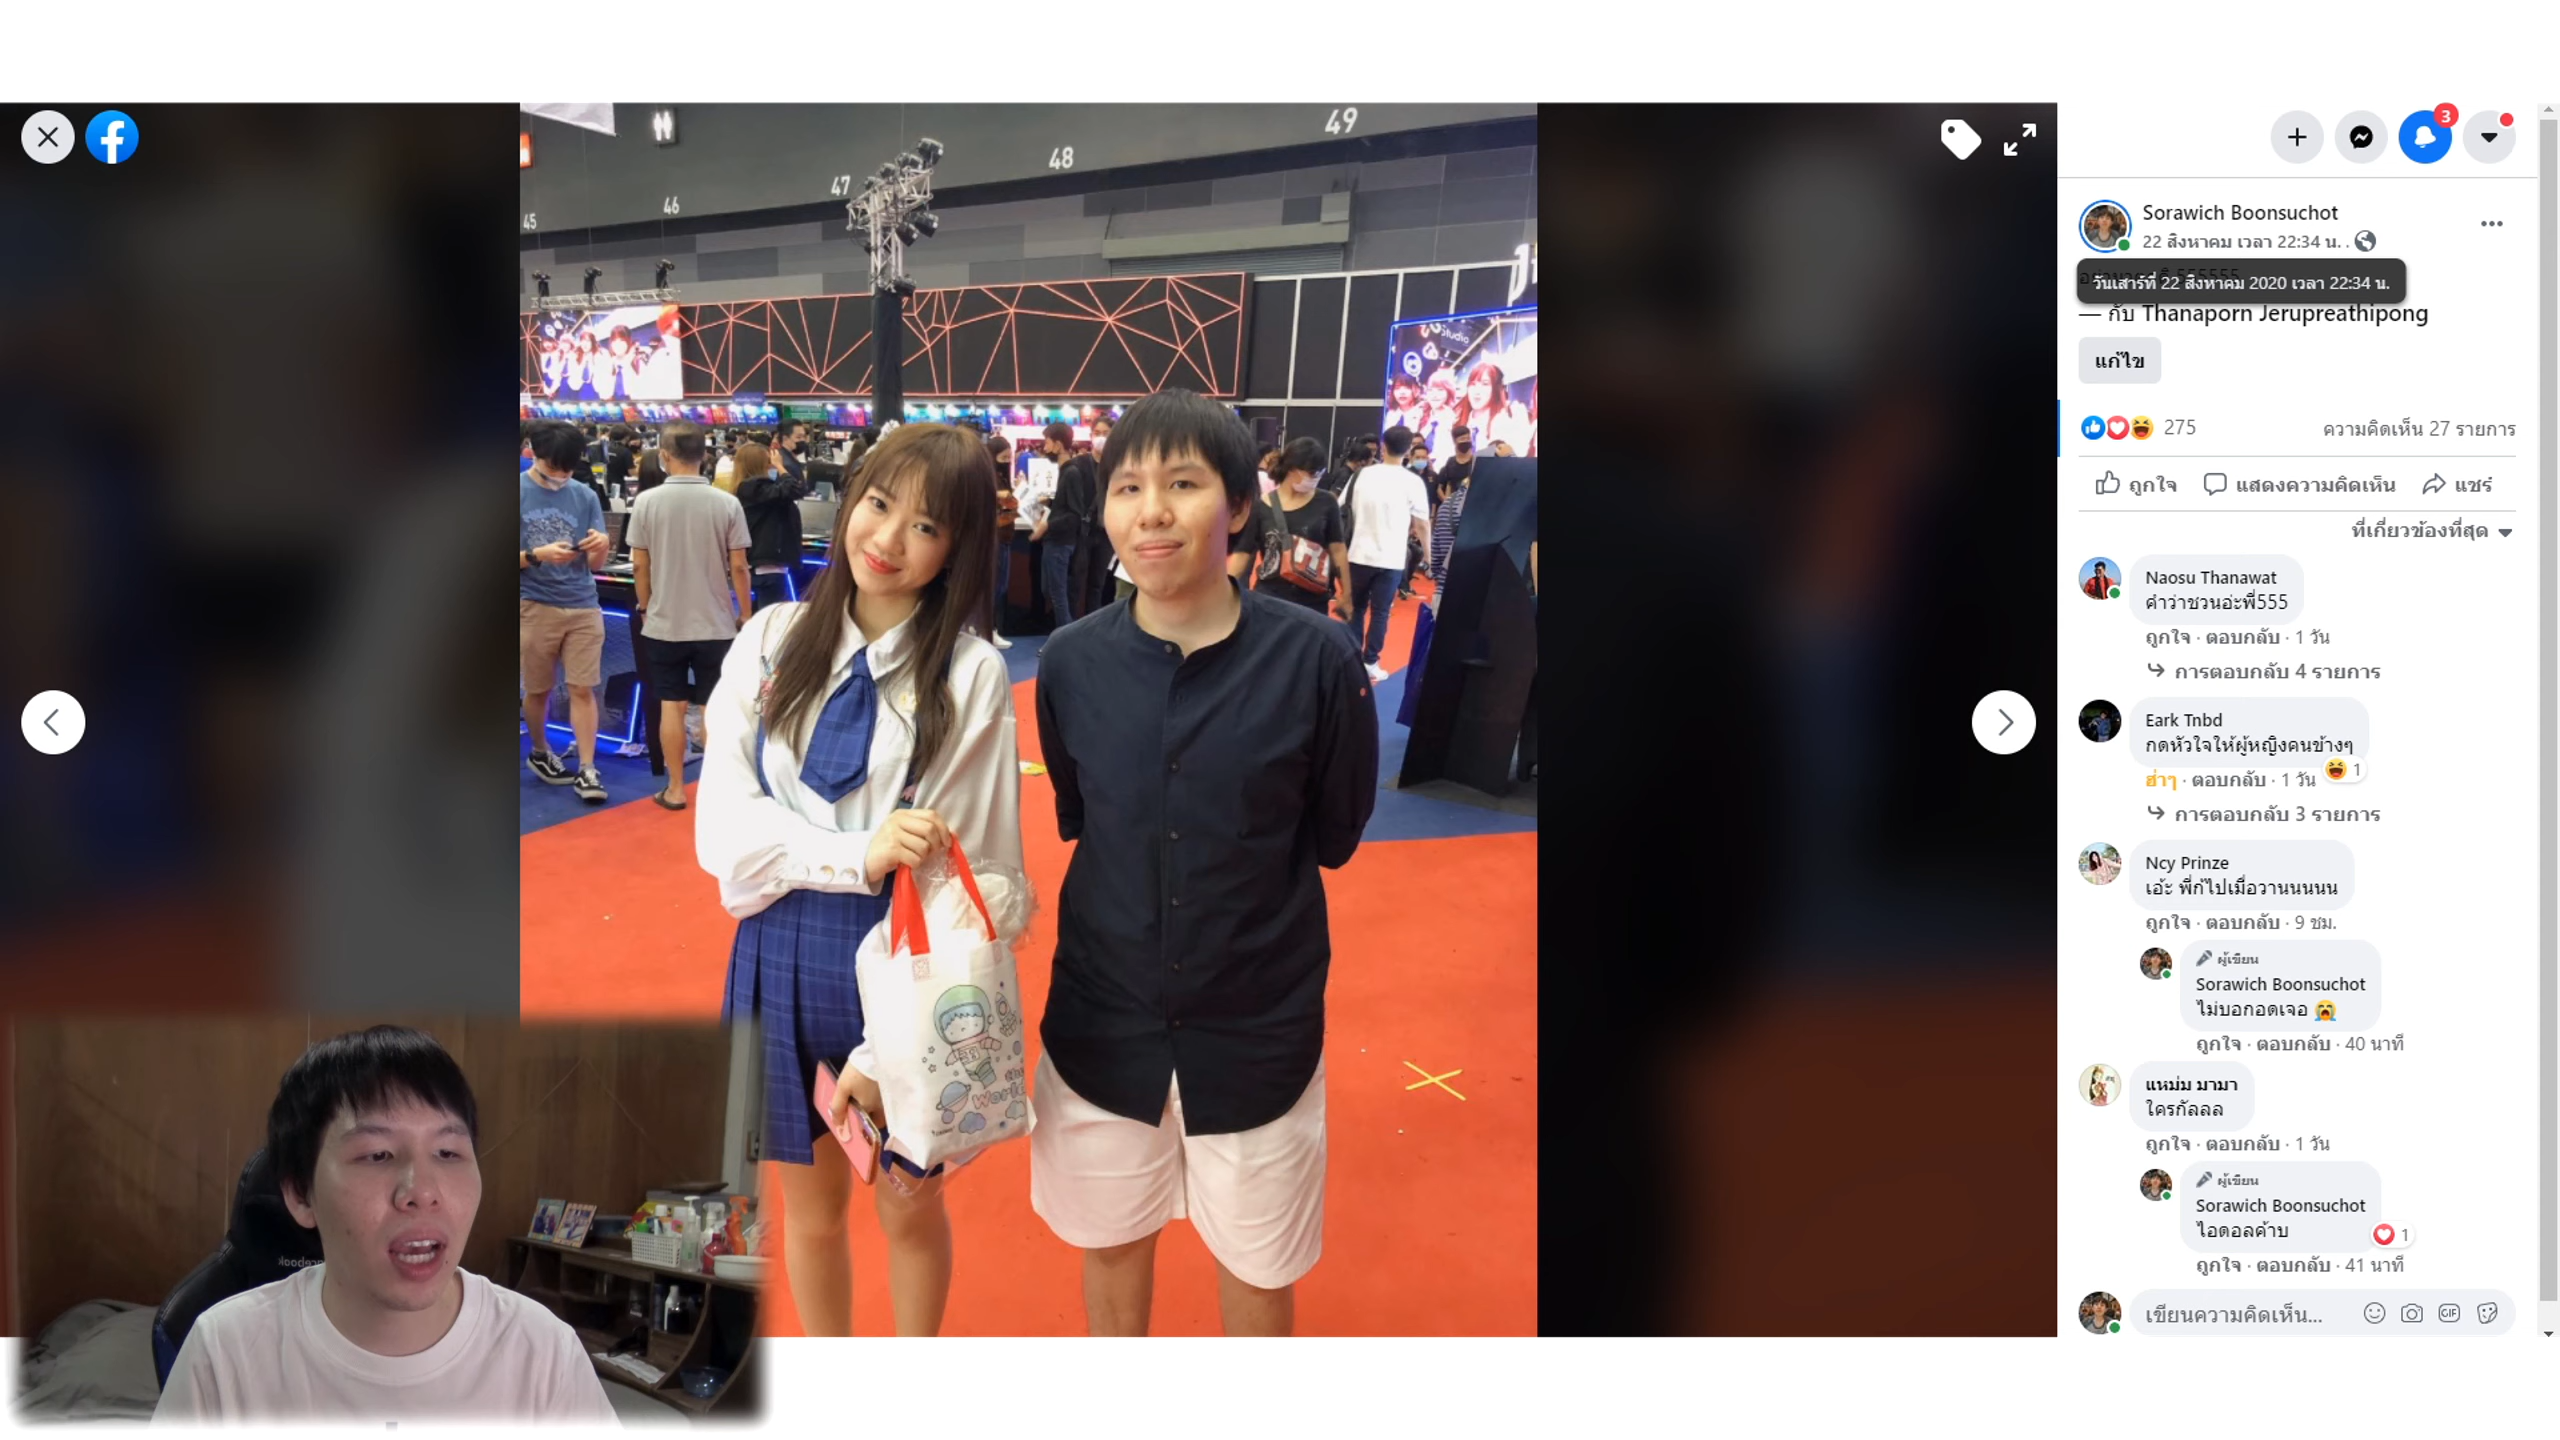 45
46
47
48
49
Studio
the
World
3
Sorawich Boonsuchot
22 สิงหาคม เวลา 22:34 น. .
วันเสาร์ที่ 22 สิงหาคม 2020 เวลา 22:34 น.
— กับ Thanaporn Jerupreathipong
แก้ไข
275
ความคิดเห็น 27 รายการ
ถูกใจ แสดงความคิดเห็น แชร์
ที่เกี่ยวข้องที่สุด
Naosu Thanawat
คำว่าชวนอ่ะพี่555
ถูกใจ · ตอบกลับ · 1 วัน
การตอบกลับ 4 รายการ
Eark Tnbd
กดหัวใจให้ผู้หญิงคนข้างๆ
ฮ่าๆ · ตอบกลับ · 1 วัน 1
การตอบกลับ 3 รายการ
Ncy Prinze
เอ้ะ พี่ก้ไปเมื่อวานนนนน
ถูกใจ · ตอบกลับ · 9 ชม.
ผู้เขียน
Sorawich Boonsuchot
ไม่บอกอดเจอ 😭
ถูกใจ · ตอบกลับ · 40 นาที
แหม่ม มามา
ใครกัลลล
ถูกใจ · ตอบกลับ · 1 วัน
ผู้เขียน
Sorawich Boonsuchot
ไอดอลค้าบ
1
ถูกใจ · ตอบกลับ · 41 นาที
เขียนความคิดเห็น...
GIF